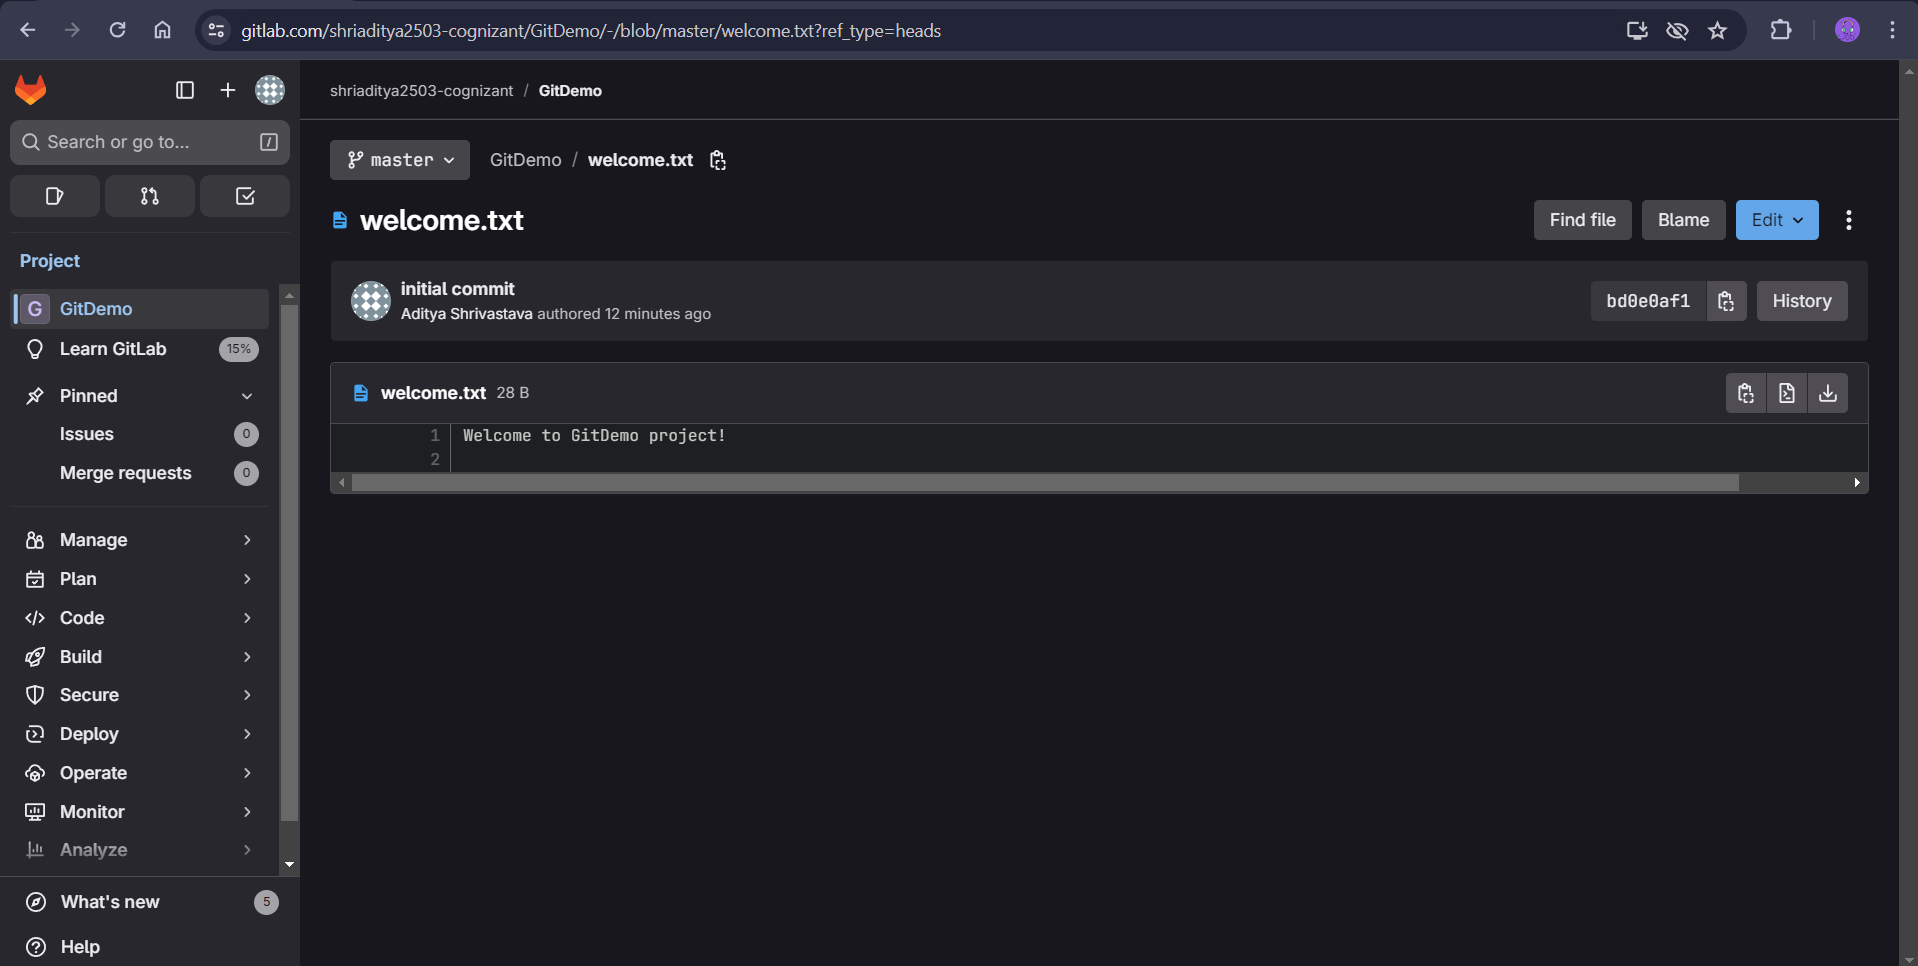 gitlab.com/shriaditya2503-cognizant/GitDemo/-/blob/master/welcome.txt?ref_type=heads
Search or go to...
/
Project
G GitDemo
Learn GitLab 15%
Pinned
Issues 0
Merge requests 0
Manage
Plan
Code
Build
Secure
Deploy
Operate
Monitor
Analyze
What's new 5
Help
shriaditya2503-cognizant / GitDemo
master GitDemo / welcome.txt
welcome.txt
Find file Blame Edit
initial commit
Aditya Shrivastava authored 12 minutes ago
bd0e0af1 History
welcome.txt 28 B
1 Welcome to GitDemo project!
2